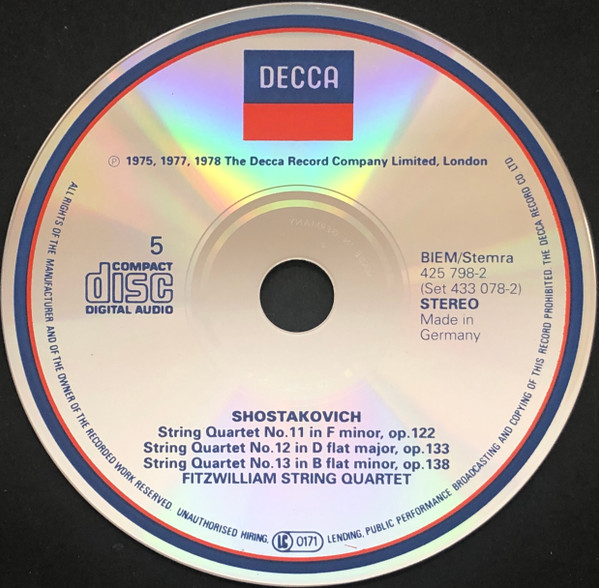 DECCA
℗ 1975, 1977, 1978 The Decca Record Company Limited, London
5
COMPACT
disc
DIGITAL AUDIO
BIEM/Stemra
425 798-2
(Set 433 078-2)
STEREO
Made in
Germany
SHOSTAKOVICH
String Quartet No.11 in F minor, op.122
String Quartet No.12 in D flat major, op.133
String Quartet No.13 in B flat minor, op.138
FITZWILLIAM STRING QUARTET
ALL RIGHTS OF THE MANUFACTURER AND OF THE OWNER OF THE RECORDED WORK RESERVED. UNAUTHORISED HIRING, LC 0171 LENDING, PUBLIC PERFORMANCE BROADCASTING AND COPYING OF THIS RECORD PROHIBITED. THE DECCA RECORD CO LTD